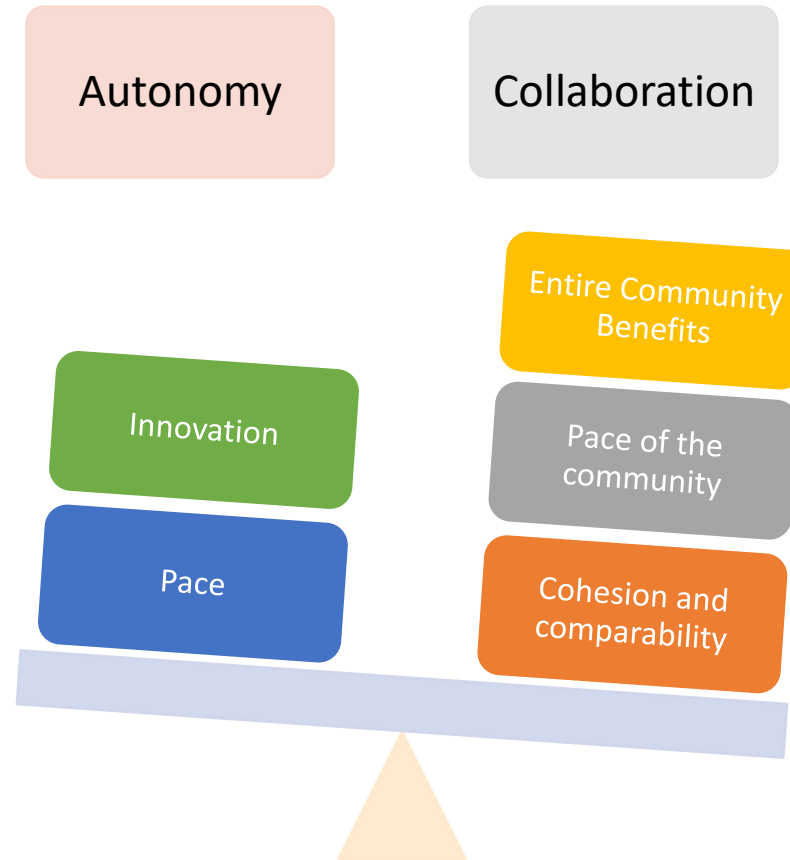 Autonomy
Collaboration
Entire Community
Benefits
Innovation
Pace of the
community
Pace
Cohesion and
comparability